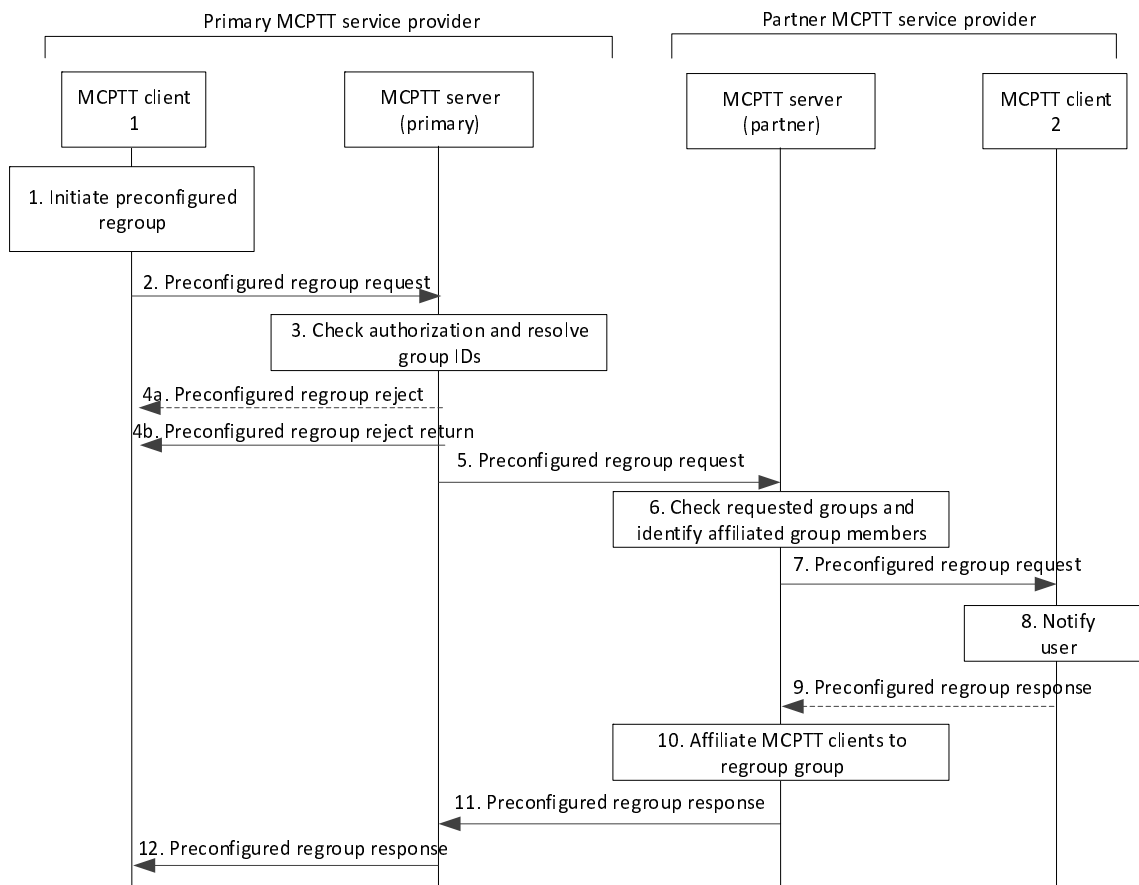 Primary MCPTT service provider
Partner MCPTT service provider
MCPTT client
1
MCPTT server
(primary)
MCPTT server
(partner)
MCPTT client
2
1. Initiate preconfigured
regroup
2. Preconfigured regroup request
3. Check authorization and resolve
group IDs
4a. Preconfigured regroup reject
4b. Preconfigured regroup reject return
5. Preconfigured regroup request
6. Check requested groups and
identify affiliated group members
7. Preconfigured regroup request
8. Notify
user
9. Preconfigured regroup response
10. Affiliate MCPTT clients to
regroup group
11. Preconfigured regroup response
12. Preconfigured regroup response